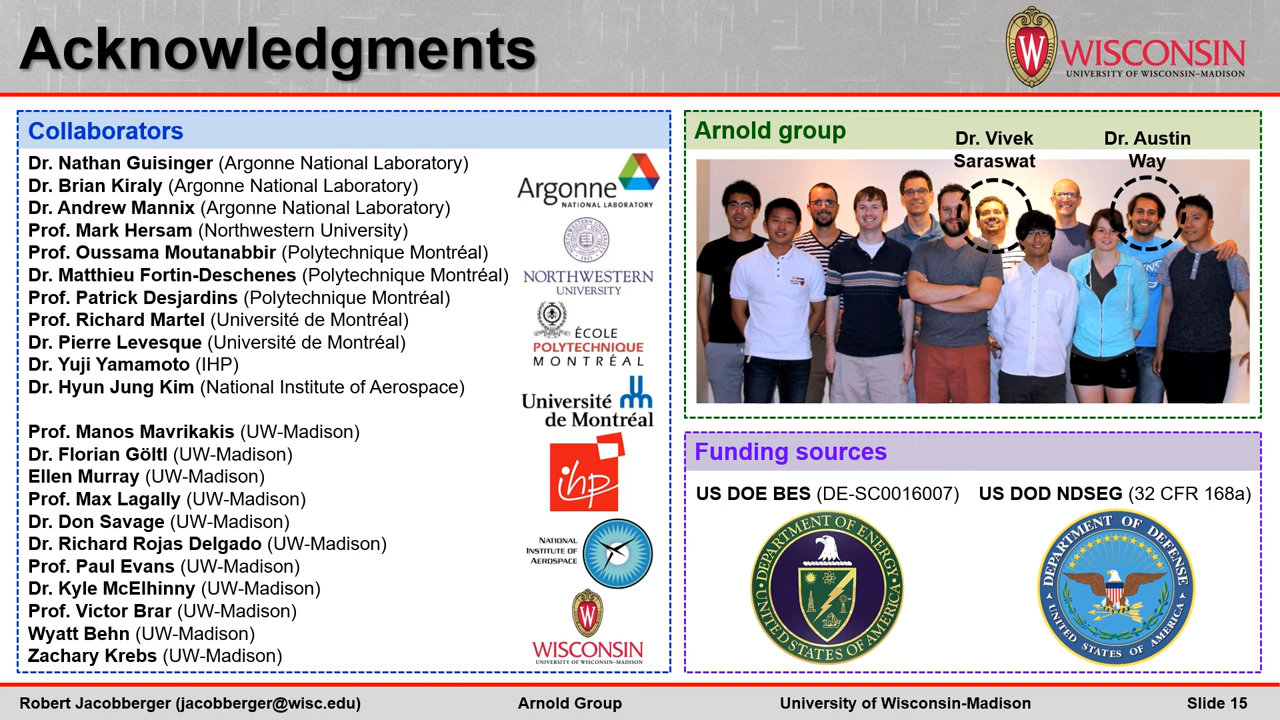 Acknowledgments
WISCONSIN
UNIVERSITY OF WISCONSIN–MADISON
Collaborators
Dr. Nathan Guisinger (Argonne National Laboratory)
Dr. Brian Kiraly (Argonne National Laboratory)
Dr. Andrew Mannix (Argonne National Laboratory)
Prof. Mark Hersam (Northwestern University)
Prof. Oussama Moutanabbir (Polytechnique Montréal)
Dr. Matthieu Fortin-Deschenes (Polytechnique Montréal)
Prof. Patrick Desjardins (Polytechnique Montréal)
Prof. Richard Martel (Université de Montréal)
Dr. Pierre Levesque (Université de Montréal)
Dr. Yuji Yamamoto (IHP)
Dr. Hyun Jung Kim (National Institute of Aerospace)
Prof. Manos Mavrikakis (UW-Madison)
Dr. Florian Göltl (UW-Madison)
Ellen Murray (UW-Madison)
Prof. Max Lagally (UW-Madison)
Dr. Don Savage (UW-Madison)
Dr. Richard Rojas Delgado (UW-Madison)
Prof. Paul Evans (UW-Madison)
Dr. Kyle McElhinny (UW-Madison)
Prof. Victor Brar (UW-Madison)
Wyatt Behn (UW-Madison)
Zachary Krebs (UW-Madison)
Argonne
NATIONAL LABORATORY
NORTHWESTERN
UNIVERSITY
ÉCOLE
POLYTECHNIQUE
MONTRÉAL
Université
de Montréal
ihp
NATIONAL
INSTITUTE OF
AEROSPACE
WISCONSIN
UNIVERSITY OF WISCONSIN–MADISON
Arnold group
Dr. Vivek
Saraswat
Dr. Austin
Way
Funding sources
US DOE BES (DE-SC0016007)
US DOD NDSEG (32 CFR 168a)
DEPARTMENT OF ENERGY
UNITED STATES OF AMERICA
DEPARTMENT OF DEFENSE
UNITED STATES OF AMERICA
Robert Jacobberger (jacobberger@wisc.edu)
Arnold Group
University of Wisconsin-Madison
Slide 15